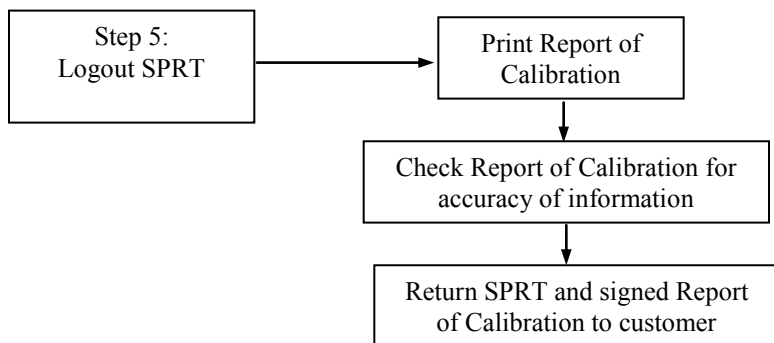 Step 5:
Logout SPRT
Print Report of
Calibration
Check Report of Calibration for
accuracy of information
Return SPRT and signed Report
of Calibration to customer